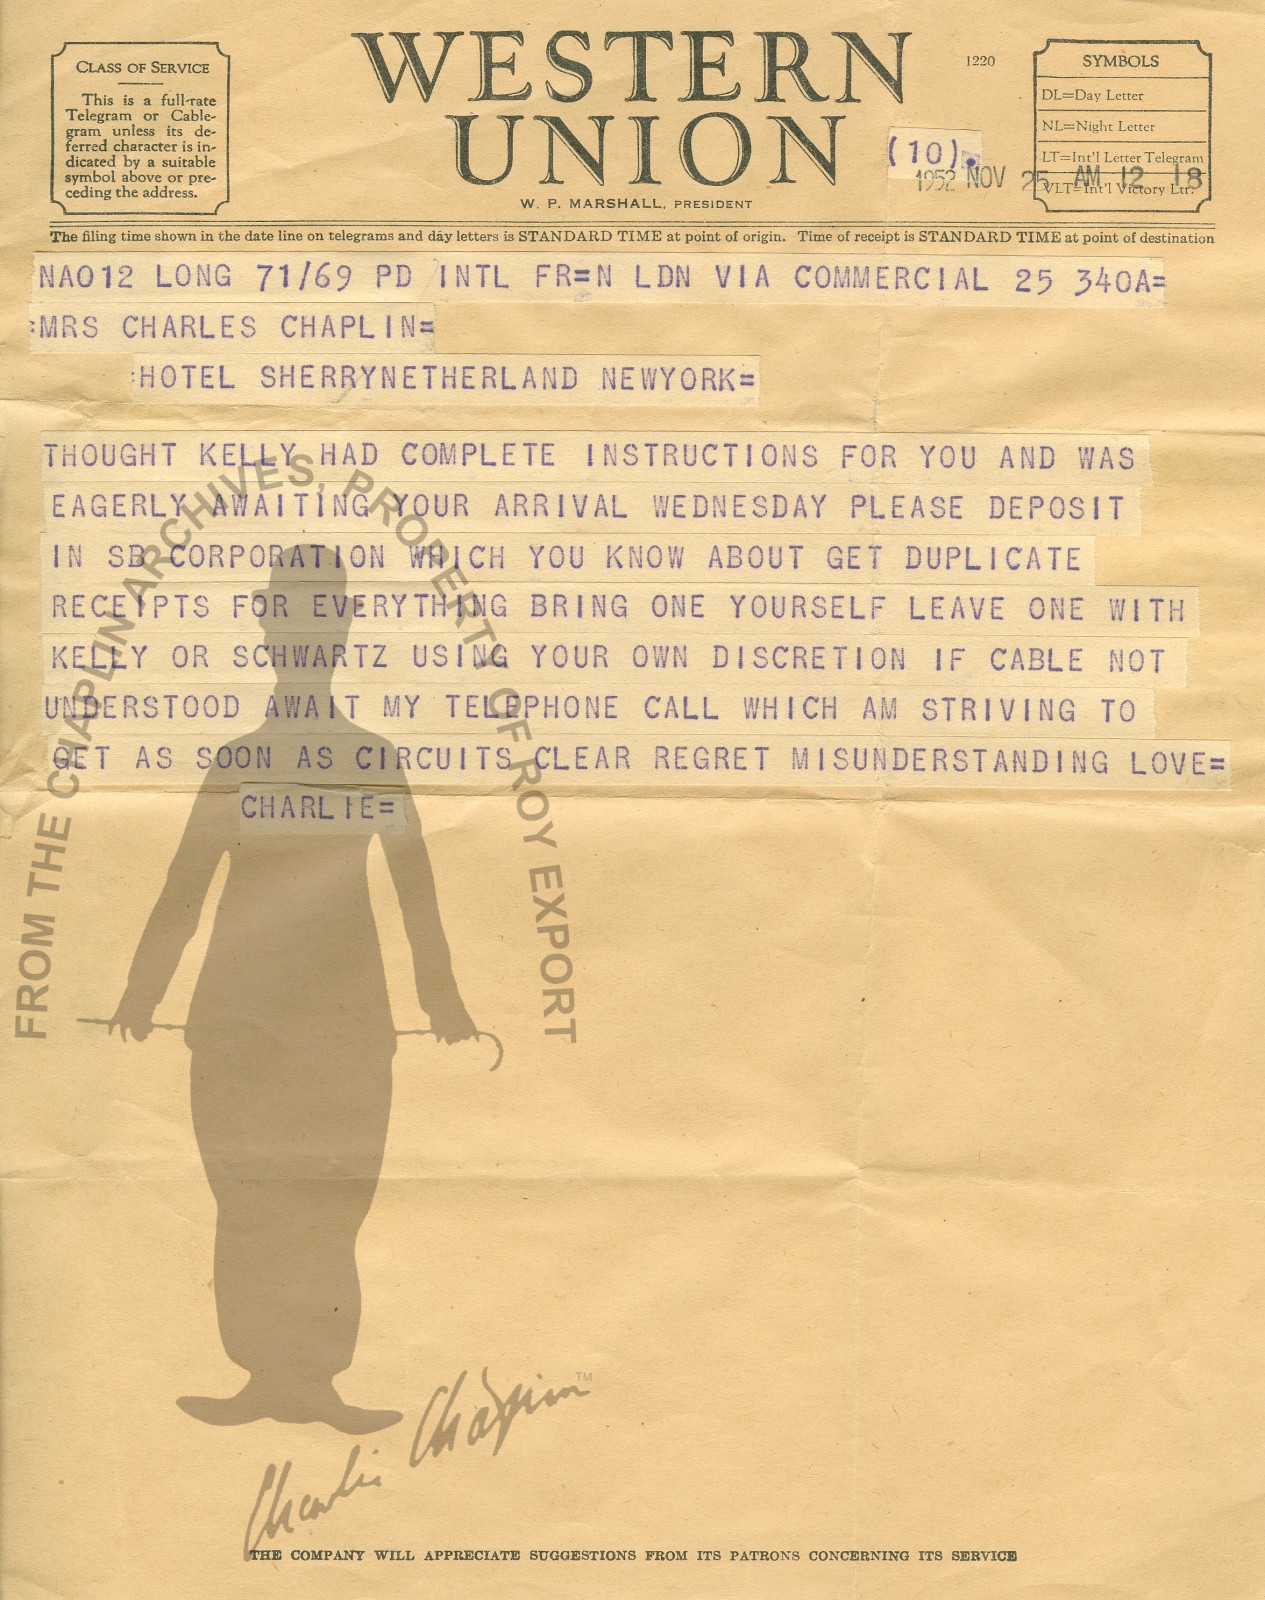 WESTERN
UNION
1220
CLASS OF SERVICE
This is a full-rate
Telegram or Cable-
gram unless its de-
ferred character is in-
dicated by a suitable
symbol above or pre-
ceding the address.
W. P. MARSHALL, PRESIDENT
SYMBOLS
DL=Day Letter
NL=Night Letter
LT=Int'l Letter Telegram
VLT=Int'l Victory Ltr.
(10).
1952 NOV 25 AM 12 18
The filing time shown in the date line on telegrams and day letters is STANDARD TIME at point of origin. Time of receipt is STANDARD TIME at point of destination
NA012 LONG 71/69 PD INTL FR=N LDN VIA COMMERCIAL 25 340A=
=MRS CHARLES CHAPLIN=
:HOTEL SHERRYNETHERLAND NEWYORK=
THOUGHT KELLY HAD COMPLETE INSTRUCTIONS FOR YOU AND WAS
EAGERLY AWAITING YOUR ARRIVAL WEDNESDAY PLEASE DEPOSIT
IN SB CORPORATION WHICH YOU KNOW ABOUT GET DUPLICATE
RECEIPTS FOR EVERYTHING BRING ONE YOURSELF LEAVE ONE WITH
KELLY OR SCHWARTZ USING YOUR OWN DISCRETION IF CABLE NOT
UNDERSTOOD AWAIT MY TELEPHONE CALL WHICH AM STRIVING TO
GET AS SOON AS CIRCUITS CLEAR REGRET MISUNDERSTANDING LOVE=
CHARLIE=
FROM THE CHAPLIN ARCHIVES, PROPERTY OF ROY EXPORT
Charlie Chaplin™
THE COMPANY WILL APPRECIATE SUGGESTIONS FROM ITS PATRONS CONCERNING ITS SERVICE